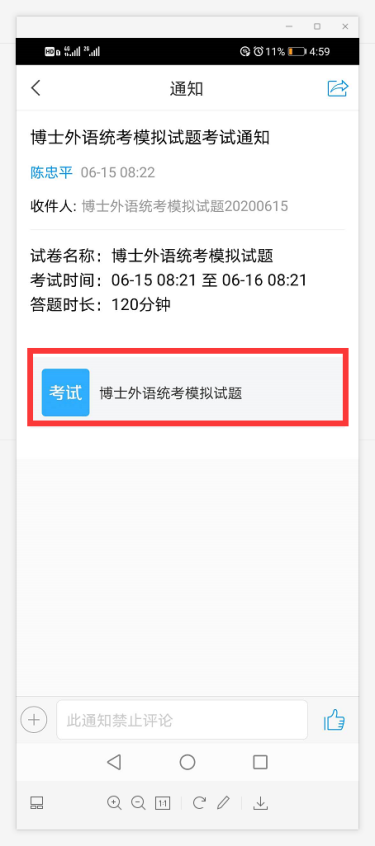 HD 46 26 11% 4:59
通知
博士外语统考模拟试题考试通知
陈忠平 06-15 08:22
收件人: 博士外语统考模拟试题20200615
试卷名称：博士外语统考模拟试题
考试时间：06-15 08:21 至 06-16 08:21
答题时长：120分钟
考试 博士外语统考模拟试题
此通知禁止评论
1:1